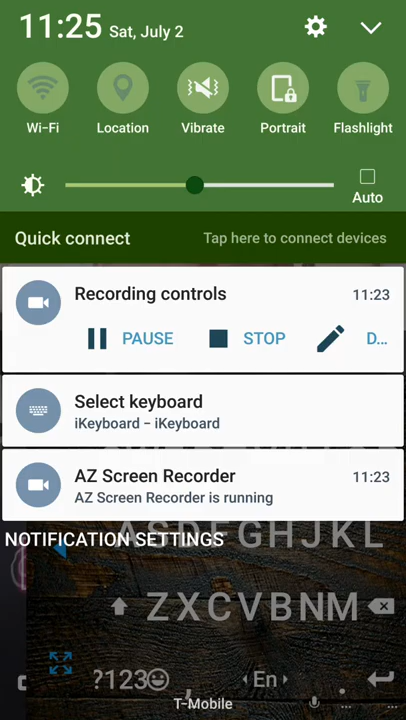 11:25 Sat, July 2
Wi-Fi Location Vibrate Portrait Flashlight
Auto
Quick connect Tap here to connect devices
Recording controls 11:23
PAUSE STOP D...
Select keyboard
iKeyboard - iKeyboard
AZ Screen Recorder 11:23
AZ Screen Recorder is running
NOTIFICATION SETTINGS
A S D F G H J K L
Z X C V B N M
?123 , En .
T-Mobile